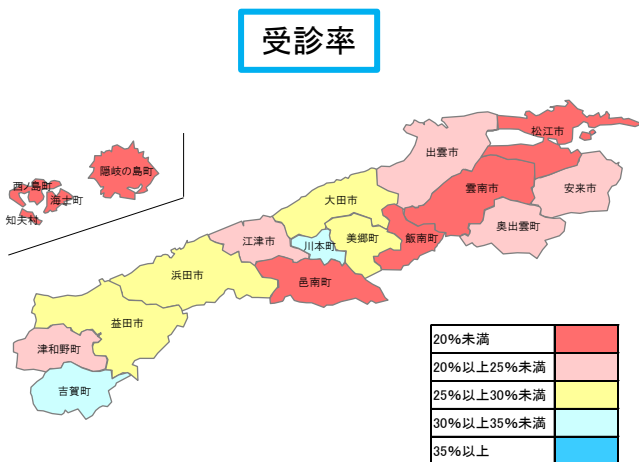 受診率
松江市
出雲市
隠岐の島町
西ノ島町
海士町
知夫村
雲南市
安来市
大田市
奥出雲町
飯南町
美郷町
江津市
川本町
浜田市
邑南町
益田市
津和野町
吉賀町
20%未満
20%以上25%未満
25%以上30%未満
30%以上35%未満
35%以上